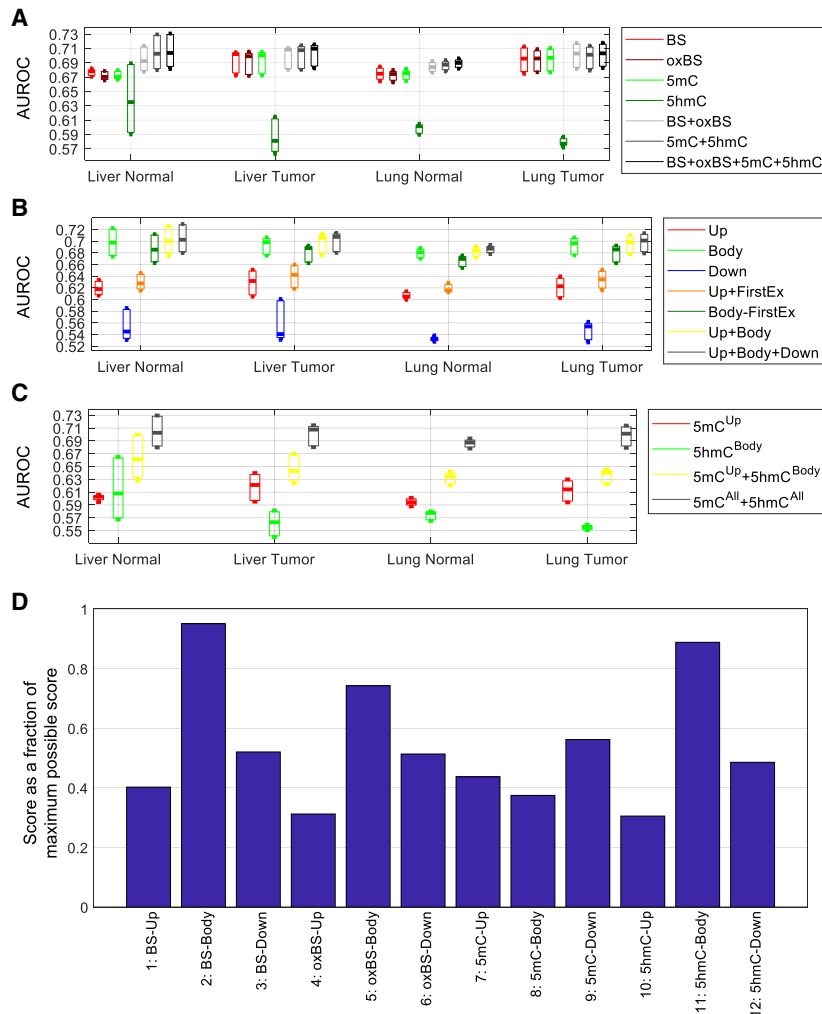 A
AUROC
0.73
0.71
0.69
0.67
0.65
0.63
0.61
0.59
0.57
Liver Normal
Liver Tumor
Lung Normal
Lung Tumor
BS
oxBS
5mC
5hmC
BS+oxBS
5mC+5hmC
BS+oxBS+5mC+5hmC
B
AUROC
0.72
0.7
0.68
0.66
0.64
0.62
0.6
0.58
0.56
0.54
0.52
Liver Normal
Liver Tumor
Lung Normal
Lung Tumor
Up
Body
Down
Up+FirstEx
Body-FirstEx
Up+Body
Up+Body+Down
C
AUROC
0.73
0.71
0.69
0.67
0.65
0.63
0.61
0.59
0.57
0.55
Liver Normal
Liver Tumor
Lung Normal
Lung Tumor
5mC^Up
5hmC^Body
5mC^Up+5hmC^Body
5mC^All+5hmC^All
D
Score as a fraction of
maximum possible score
1
0.8
0.6
0.4
0.2
0
1: BS-Up
2: BS-Body
3: BS-Down
4: oxBS-Up
5: oxBS-Body
6: oxBS-Down
7: 5mC-Up
8: 5mC-Body
9: 5mC-Down
10: 5hmC-Up
11: 5hmC-Body
12: 5hmC-Down